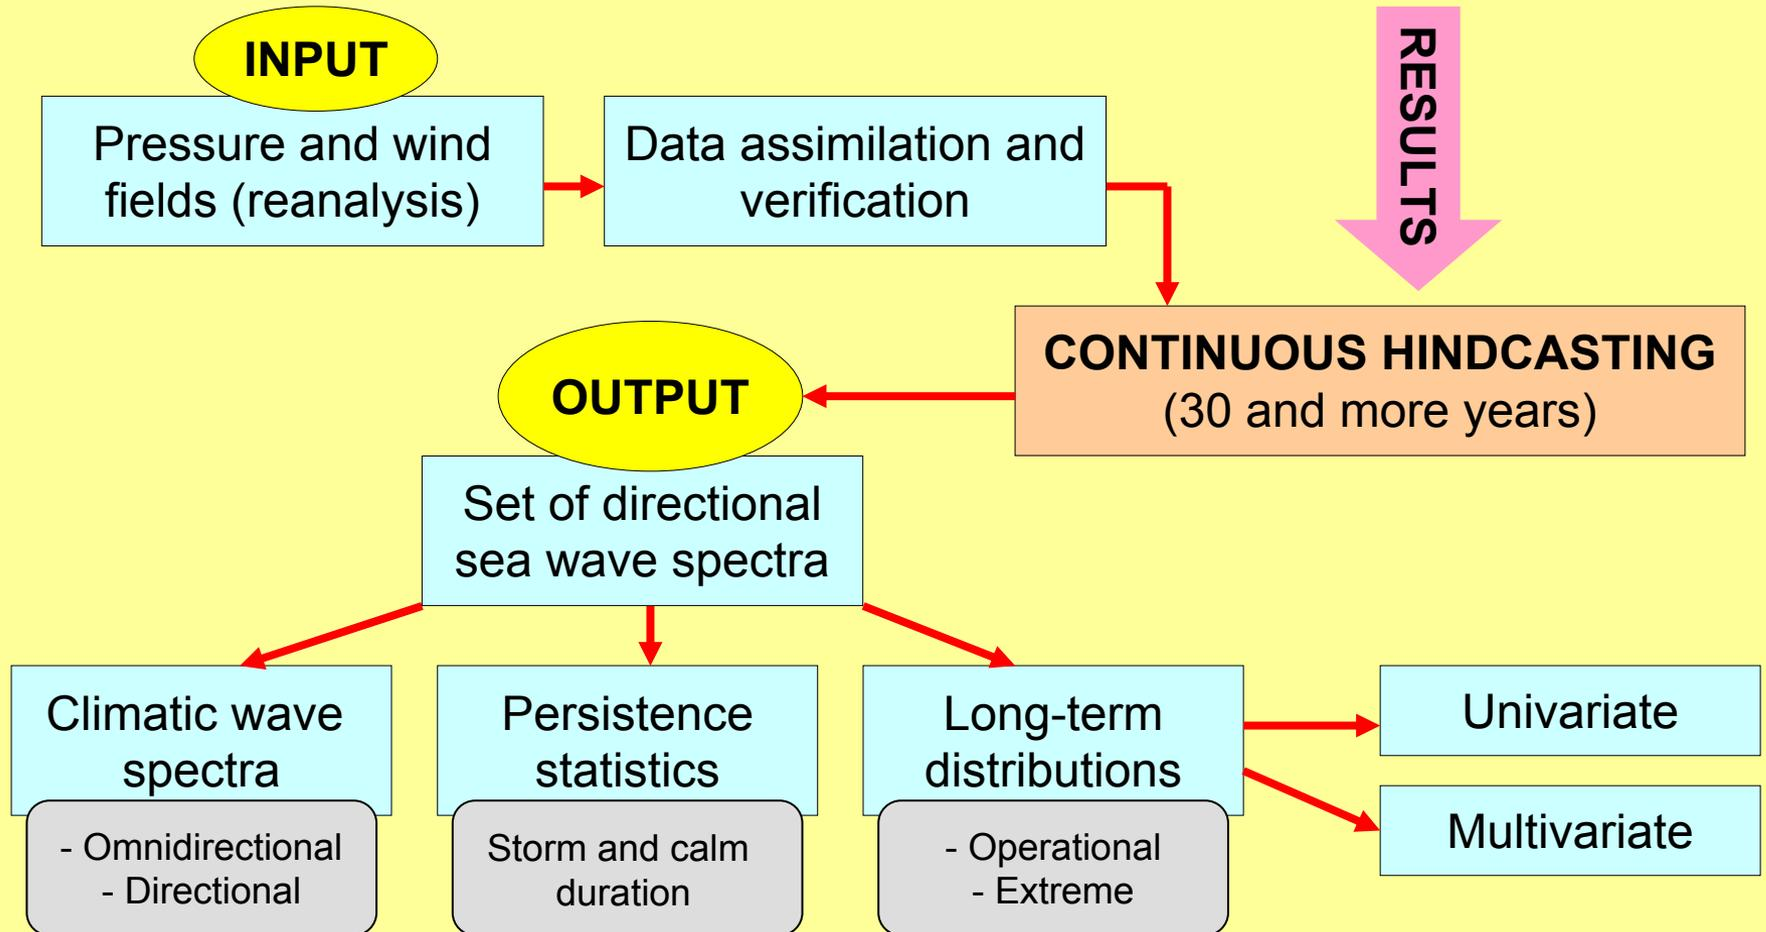 INPUT
Pressure and wind
fields (reanalysis)
Data assimilation and
verification
RESULTS
CONTINUOUS HINDCASTING
(30 and more years)
OUTPUT
Set of directional
sea wave spectra
Climatic wave
spectra
- Omnidirectional
- Directional
Persistence
statistics
Storm and calm
duration
Long-term
distributions
- Operational
- Extreme
Univariate
Multivariate